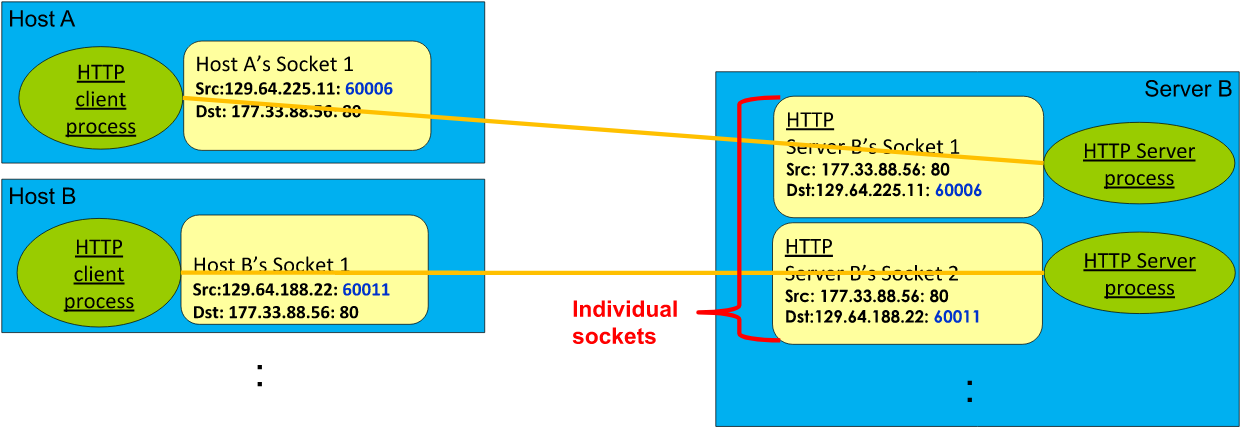 Host A
HTTP
client
process
Host A's Socket 1
Src:129.64.225.11: 60006
Dst: 177.33.88.56: 80
Host B
HTTP
client
process
Host B's Socket 1
Src:129.64.188.22: 60011
Dst: 177.33.88.56: 80
:
Individual
sockets
Server B
HTTP
Server B's Socket 1
Src: 177.33.88.56: 80
Dst:129.64.225.11: 60006
HTTP Server
process
HTTP
Server B's Socket 2
Src: 177.33.88.56: 80
Dst:129.64.188.22: 60011
HTTP Server
process
: